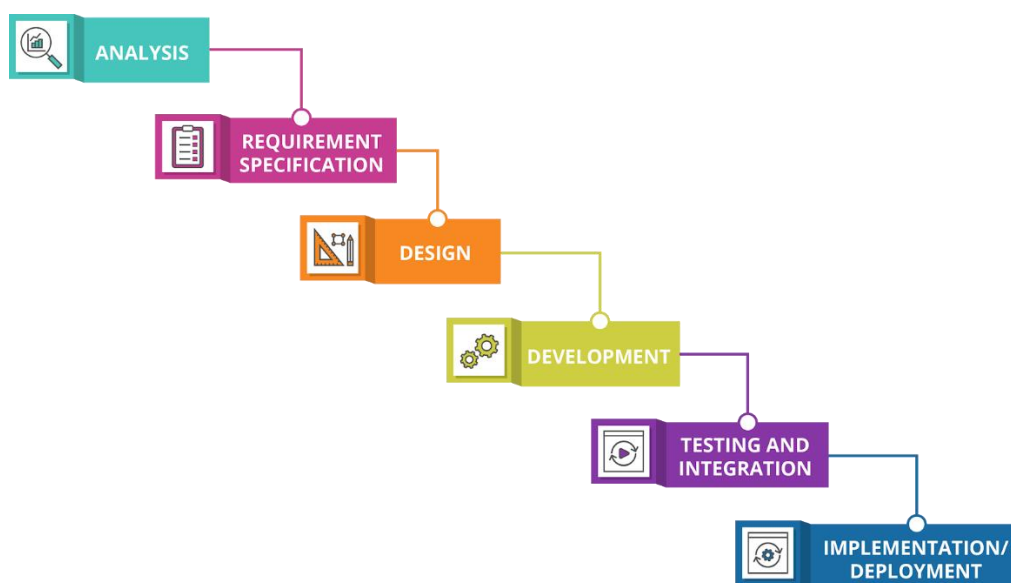 ANALYSIS
REQUIREMENT
SPECIFICATION
DESIGN
DEVELOPMENT
TESTING AND
INTEGRATION
IMPLEMENTATION/
DEPLOYMENT